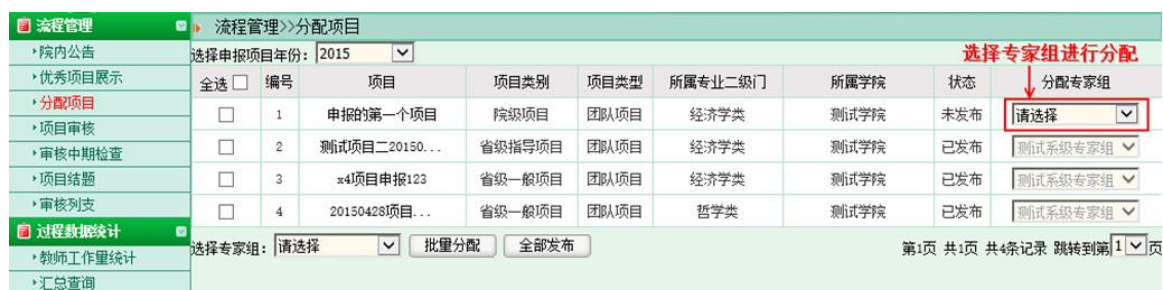 流程管理
院内公告
优秀项目展示
分配项目
项目审核
审核中期检查
项目结题
审核列支
过程数据统计
教师工作量统计
汇总查询
流程管理>>分配项目
选择申报项目年份: 2015
选择专家组进行分配
全选 编号 项目 项目类别 项目类型 所属专业二级门 所属学院 状态 分配专家组
1 申报的第一个项目 院级项目 团队项目 经济学类 测试学院 未发布 请选择
2 测试项目二20150... 省级指导项目 团队项目 经济学类 测试学院 已发布 测试系级专家组
3 x4项目申报123 省级一般项目 团队项目 经济学类 测试学院 已发布 测试系级专家组
4 20150428项目... 省级一般项目 团队项目 哲学类 测试学院 已发布 测试系级专家组
选择专家组: 请选择 批量分配 全部发布 第1页 共1页 共4条记录 跳转到第 1 页